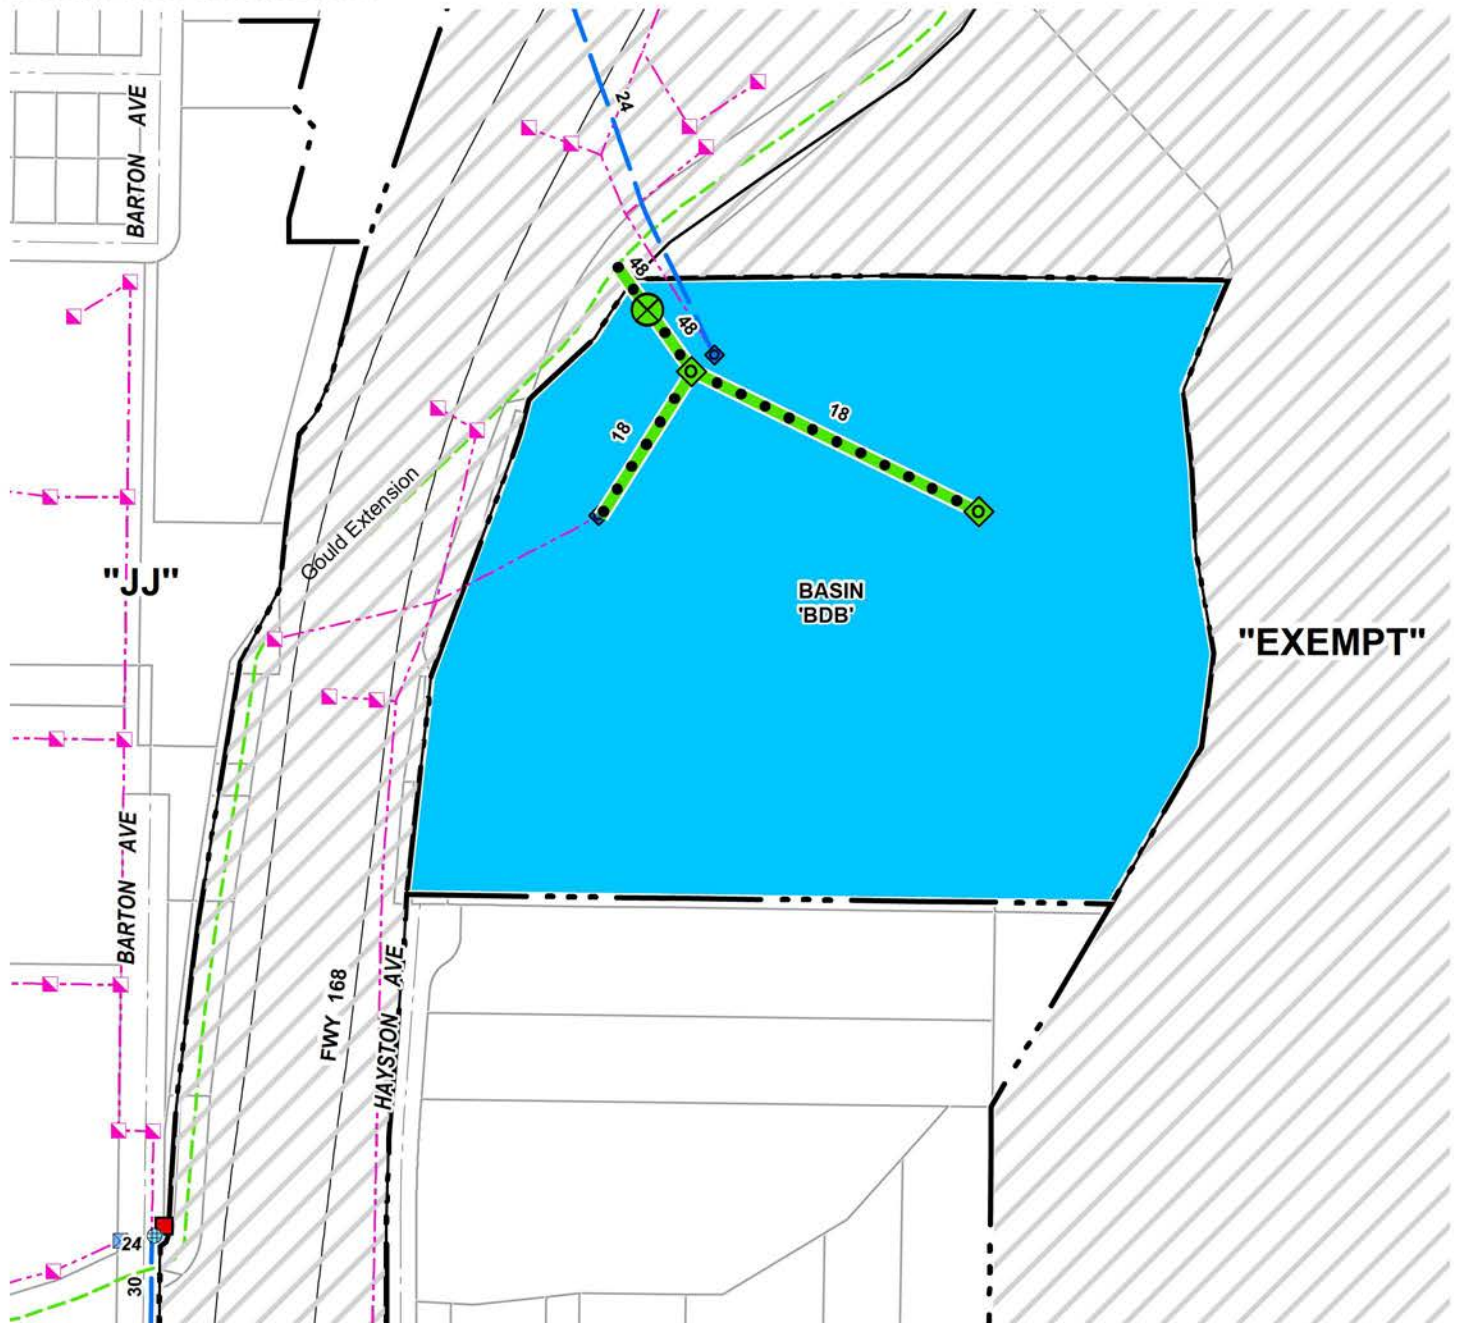 24
BARTON AVE
48
48
18
18
Gould Extension
"JJ"
BASIN
'BDB'
"EXEMPT"
BARTON AVE
FWY 168
HAYSTON AVE
24
30